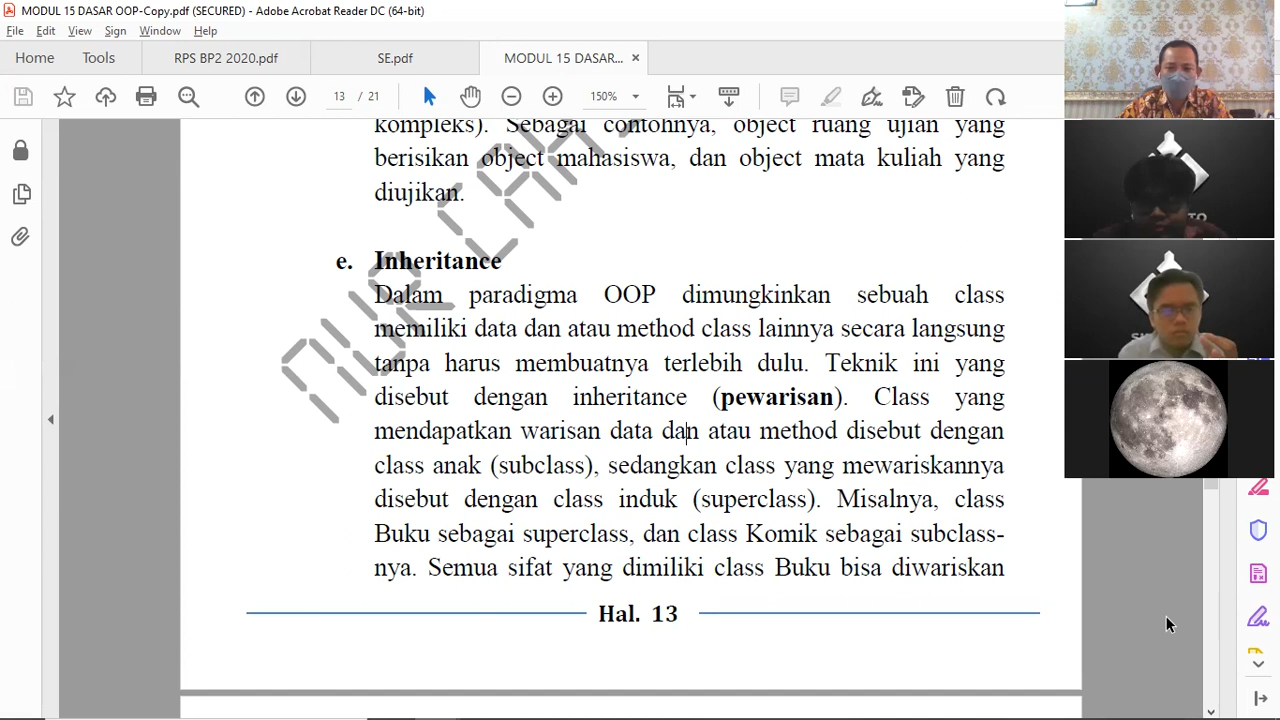 MODUL 15 DASAR OOP-Copy.pdf (SECURED) - Adobe Acrobat Reader DC (64-bit)
File Edit View Sign Window Help
Home Tools RPS BP2 2020.pdf SE.pdf MODUL 15 DASAR... ×
13 / 21 150%
kompleks). Sebagai contohnya, object ruang ujian yang
berisikan object mahasiswa, dan object mata kuliah yang
diujikan.
e. Inheritance
Dalam paradigma OOP dimungkinkan sebuah class
memiliki data dan atau method class lainnya secara langsung
tanpa harus membuatnya terlebih dulu. Teknik ini yang
disebut dengan inheritance (pewarisan). Class yang
mendapatkan warisan data dan atau method disebut dengan
class anak (subclass), sedangkan class yang mewariskannya
disebut dengan class induk (superclass). Misalnya, class
Buku sebagai superclass, dan class Komik sebagai subclass-
nya. Semua sifat yang dimiliki class Buku bisa diwariskan
Hal. 13
NUR CAH